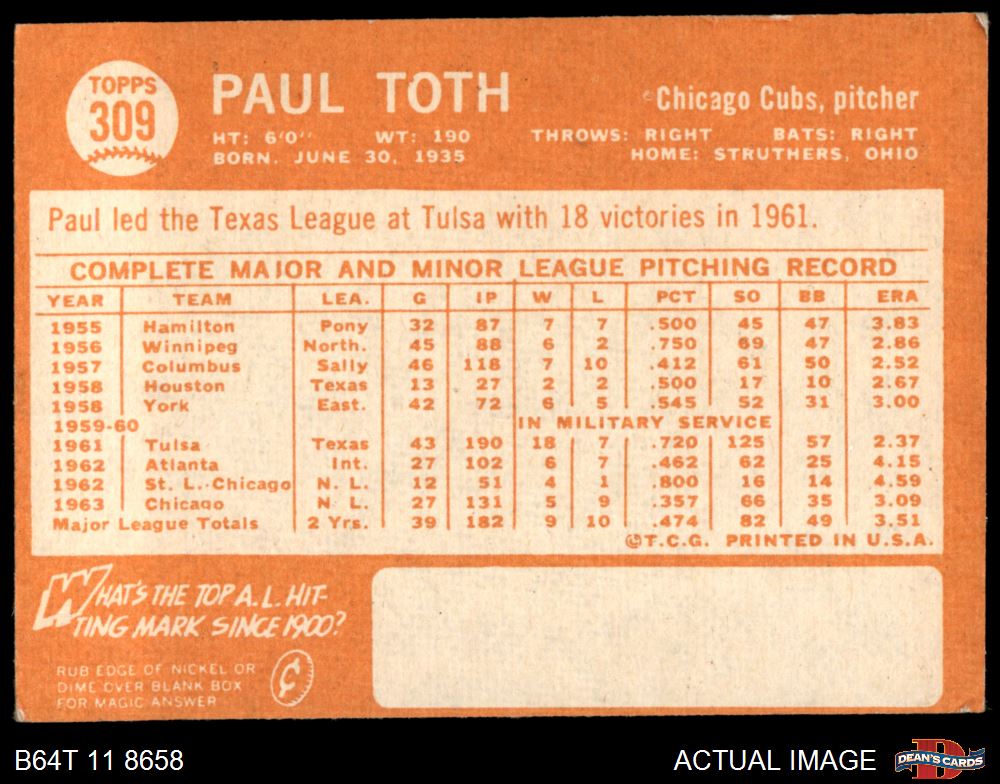 TOPPS
309
PAUL TOTH
Chicago Cubs, pitcher
HT: 6'0'' WT: 190 THROWS: RIGHT BATS: RIGHT
BORN. JUNE 30, 1935 HOME: STRUTHERS, OHIO
Paul led the Texas League at Tulsa with 18 victories in 1961.
COMPLETE MAJOR AND MINOR LEAGUE PITCHING RECORD
YEAR TEAM LEA. G IP W L PCT SO BB ERA
1955 Hamilton Pony 32 87 7 7 .500 45 47 3.83
1956 Winnipeg North. 45 88 6 2 .750 69 47 2.86
1957 Columbus Sally 46 118 7 10 .412 61 50 2.52
1958 Houston Texas 13 27 2 2 .500 17 10 2.67
1958 York East. 42 72 6 5 .545 52 31 3.00
1959-60 IN MILITARY SERVICE
1961 Tulsa Texas 43 190 18 7 .720 125 57 2.37
1962 Atlanta Int. 27 102 6 7 .462 62 25 4.15
1962 St. L.-Chicago N. L. 12 51 4 1 .800 16 14 4.59
1963 Chicago N. L. 27 131 5 9 .357 66 35 3.09
Major League Totals 2 Yrs. 39 182 9 10 .474 82 49 3.51
©T.C.G. PRINTED IN U.S.A.
WHAT'S THE TOP A.L. HIT-
TING MARK SINCE 1900?
RUB EDGE OF NICKEL OR
DIME OVER BLANK BOX
FOR MAGIC ANSWER
¢
B64T 11 8658 ACTUAL IMAGE
DEAN'S CARDS